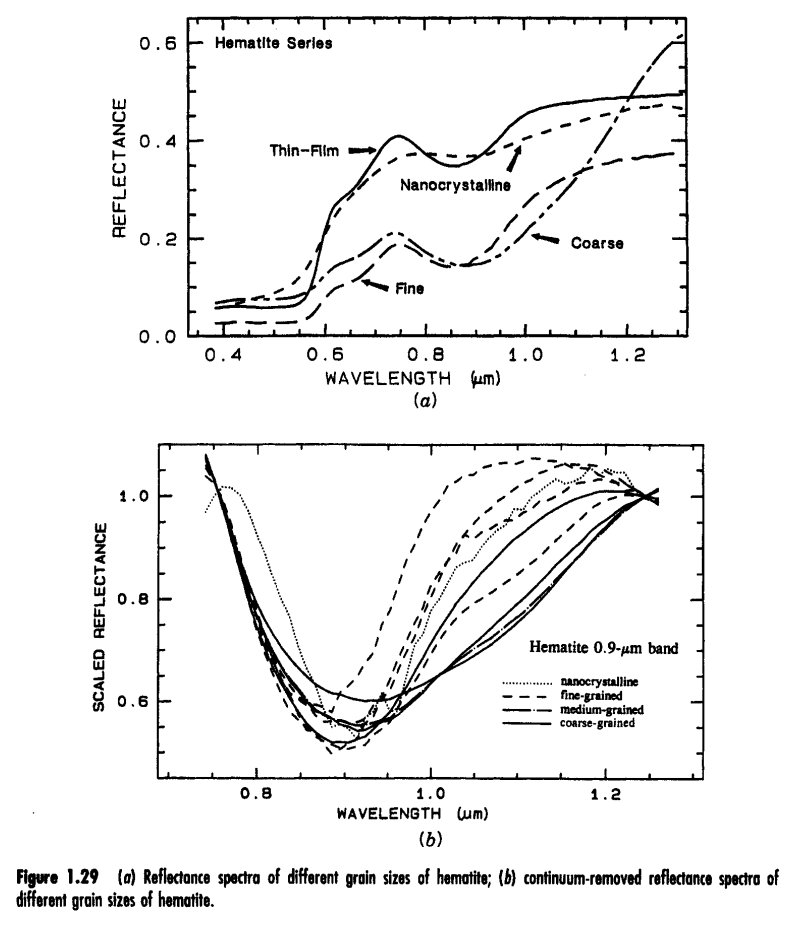 Hematite Series
0.6
0.4
0.2
0.0
REFLECTANCE
Thin-Film
Nanocrystalline
Coarse
Fine
0.4 0.6 0.8 1.0 1.2
WAVELENGTH (μm)
(a)
1.0
0.8
0.6
SCALED REFLECTANCE
Hematite 0.9-μm band
nanocrystalline
fine-grained
medium-grained
coarse-grained
0.8 1.0 1.2
WAVELENGTH (μm)
(b)
Figure 1.29 (a) Reflectance spectra of different grain sizes of hematite; (b) continuum-removed reflectance spectra of
different grain sizes of hematite.